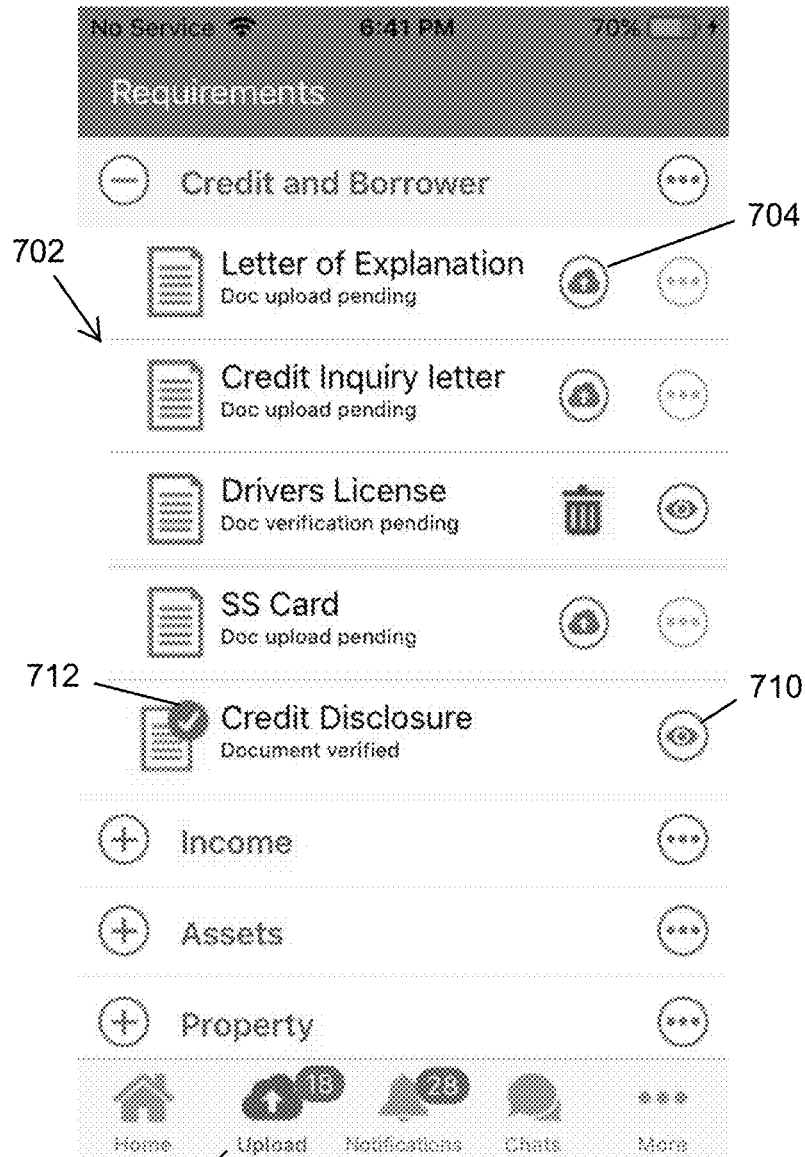 No Service 6:41 PM 70%
Requirements
Credit and Borrower
704
702
Letter of Explanation
Doc upload pending
Credit Inquiry letter
Doc upload pending
Drivers License
Doc verification pending
SS Card
Doc upload pending
712
710
Credit Disclosure
Document verified
Income
Assets
Property
18 28
Home Upload Notifications Chats More